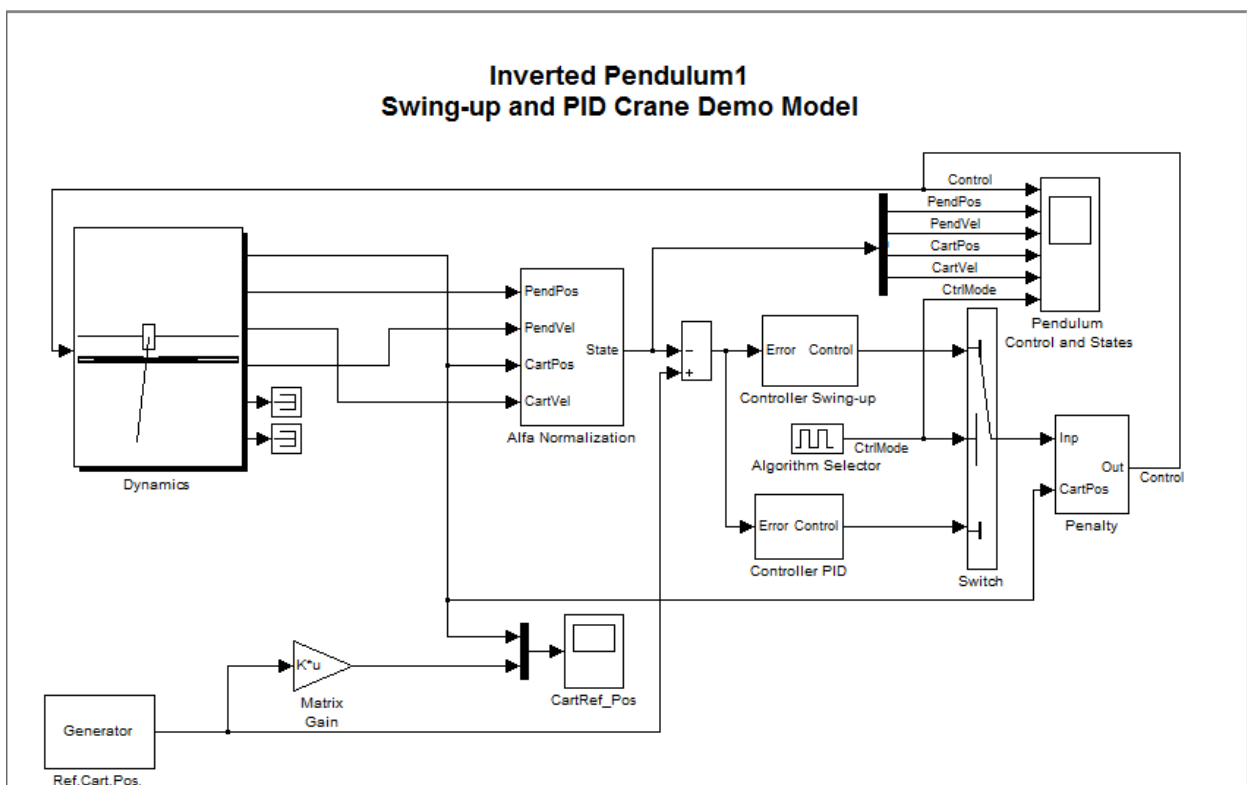 Inverted Pendulum1
Swing-up and PID Crane Demo Model
Control
PendPos
PendVel
CartPos
CartVel
CtrlMode
Pendulum
Control and States
Dynamics
PendPos
PendVel
CartPos
CartVel
State
Alfa Normalization
−
+
Error Control
Controller Swing-up
Algorithm Selector
CtrlMode
Error Control
Controller PID
Switch
Inp
CartPos
Out
Penalty
Control
K*u
Matrix
Gain
CartRef_Pos
Generator
Ref.Cart.Pos.